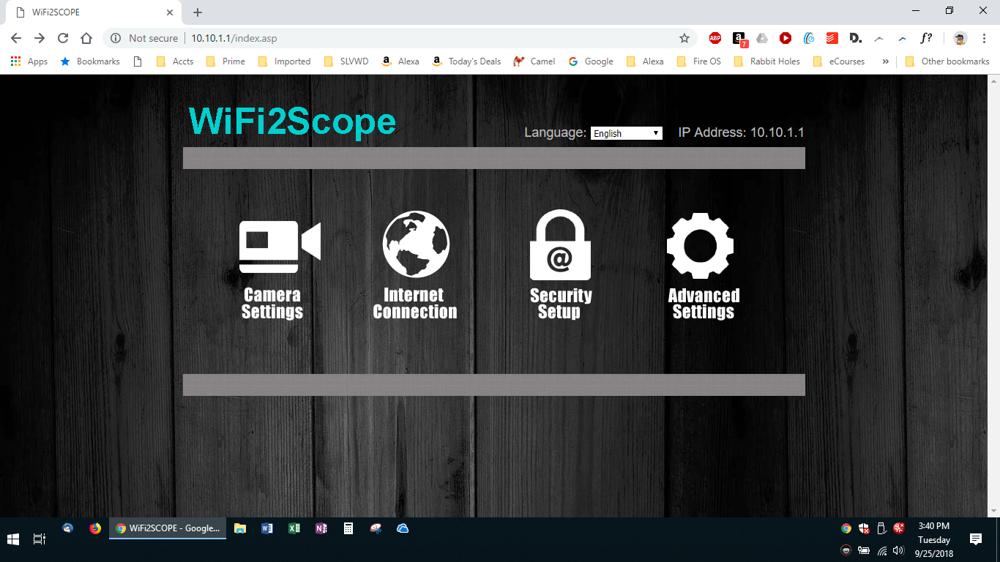 WiFi2SCOPE
Not secure 10.10.1.1/index.asp
ABP
7
D.
f?
Apps Bookmarks Accts Prime Imported SLVWD Alexa Today's Deals Camel Google Alexa Fire OS Rabbit Holes eCourses » Other bookmarks
WiFi2Scope
Language: English IP Address: 10.10.1.1
@
Camera
Settings
Internet
Connection
Security
Setup
Advanced
Settings
WiFi2SCOPE - Google...
3:40 PM
Tuesday
9/25/2018